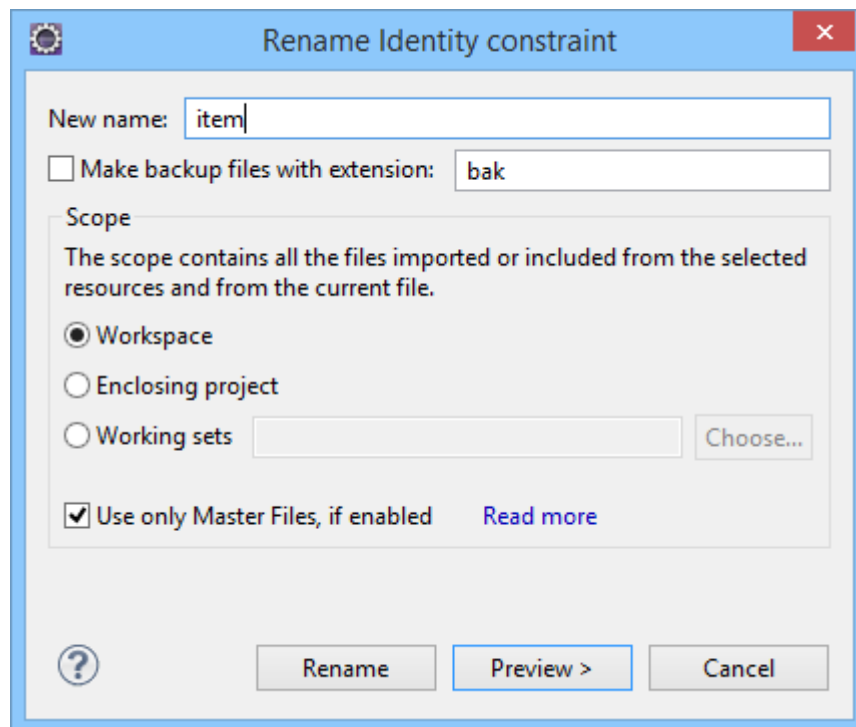 Rename Identity constraint
New name: item
Make backup files with extension: bak
Scope
The scope contains all the files imported or included from the selected
resources and from the current file.
Workspace
Enclosing project
Working sets Choose...
Use only Master Files, if enabled Read more
? Rename Preview > Cancel